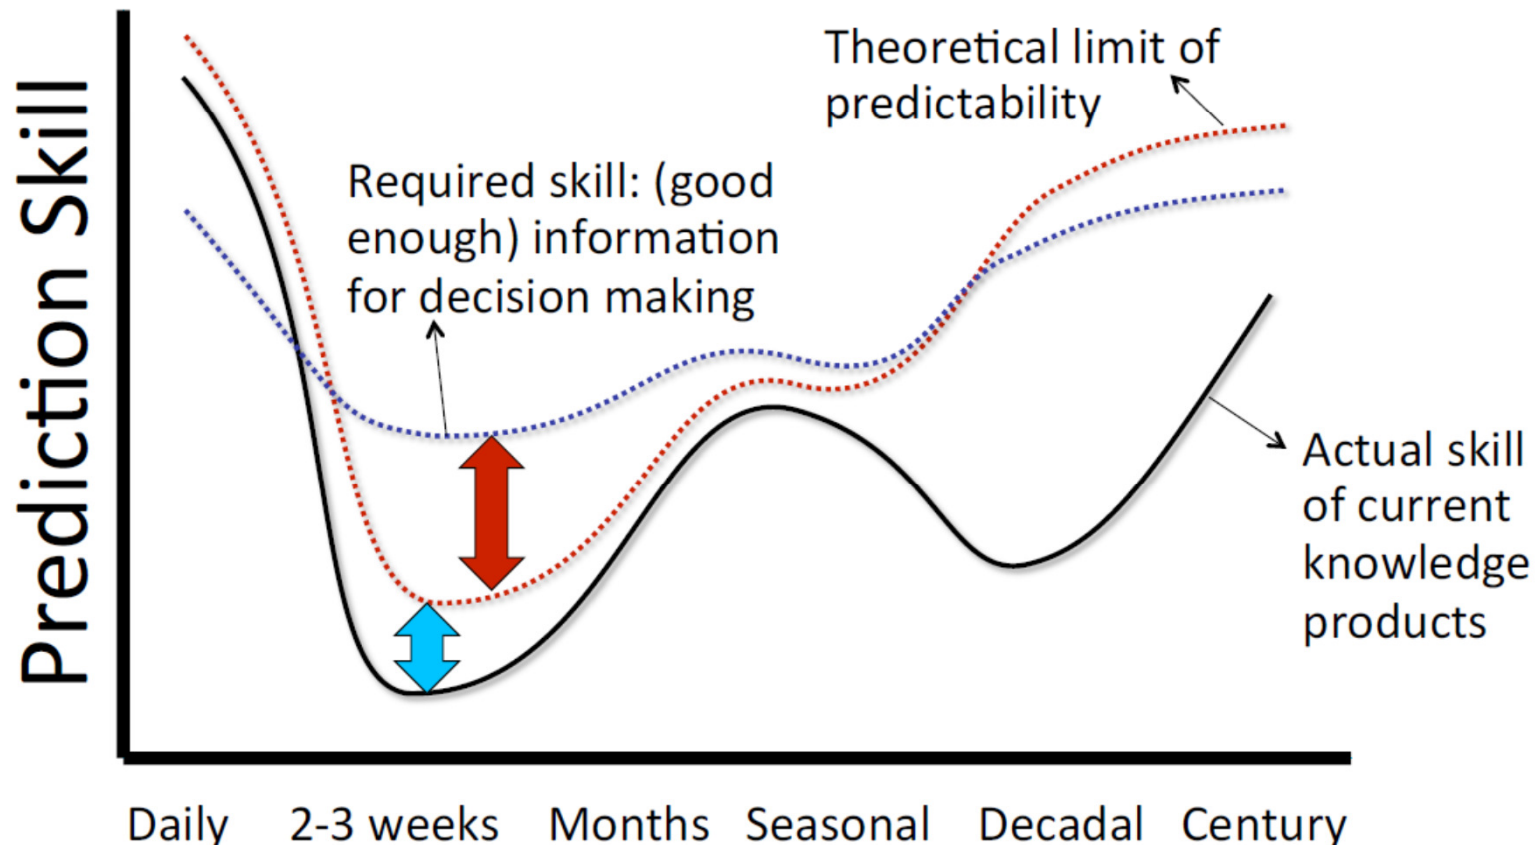 Prediction Skill
Theoretical limit of
predictability
Required skill: (good
enough) information
for decision making
Actual skill
of current
knowledge
products
Daily 2-3 weeks Months Seasonal Decadal Century